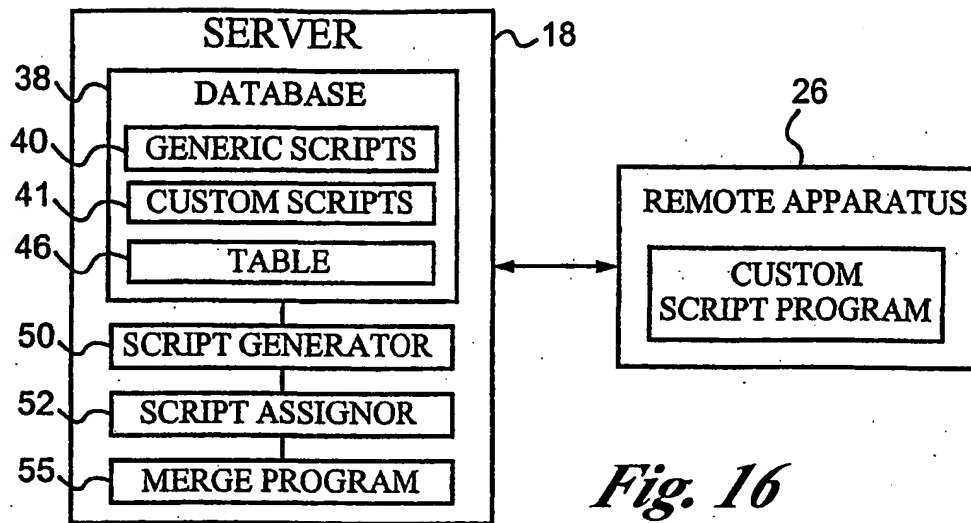 SERVER
18
38
DATABASE
40
GENERIC SCRIPTS
41
CUSTOM SCRIPTS
46
TABLE
50
SCRIPT GENERATOR
52
SCRIPT ASSIGNOR
55
MERGE PROGRAM
26
REMOTE APPARATUS
CUSTOM
SCRIPT PROGRAM
Fig. 16